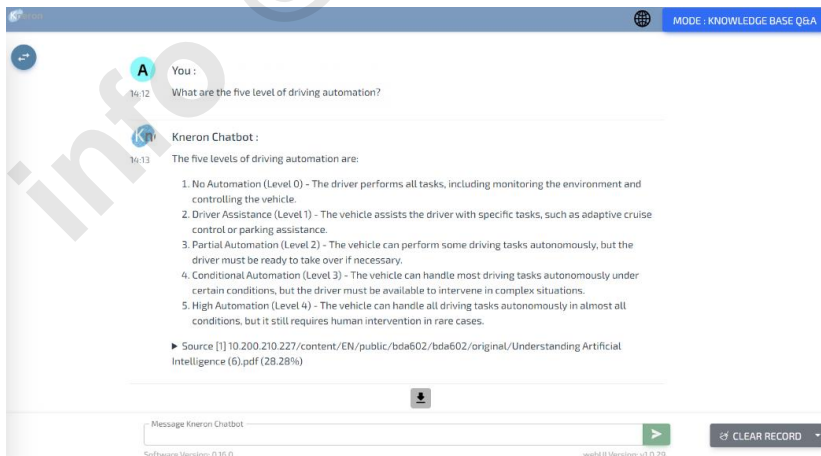 Kneron
MODE : KNOWLEDGE BASE Q&A
A
You :
14:12
What are the five level of driving automation?
Kn
Kneron Chatbot :
14:13
The five levels of driving automation are:
1. No Automation (Level 0) - The driver performs all tasks, including monitoring the environment and
controlling the vehicle.
2. Driver Assistance (Level 1) - The vehicle assists the driver with specific tasks, such as adaptive cruise
control or parking assistance.
3. Partial Automation (Level 2) - The vehicle can perform some driving tasks autonomously, but the
driver must be ready to take over if necessary.
4. Conditional Automation (Level 3) - The vehicle can handle most driving tasks autonomously under
certain conditions, but the driver must be available to intervene in complex situations.
5. High Automation (Level 4) - The vehicle can handle all driving tasks autonomously in almost all
conditions, but it still requires human intervention in rare cases.
▶ Source [1] 10.200.210.227/content/EN/public/bda602/bda602/original/Understanding Artificial
Intelligence (6).pdf (28.28%)
Message Kneron Chatbot
CLEAR RECORD
Software Version: 0.16.0
webUI Version: v1.0.29
info @